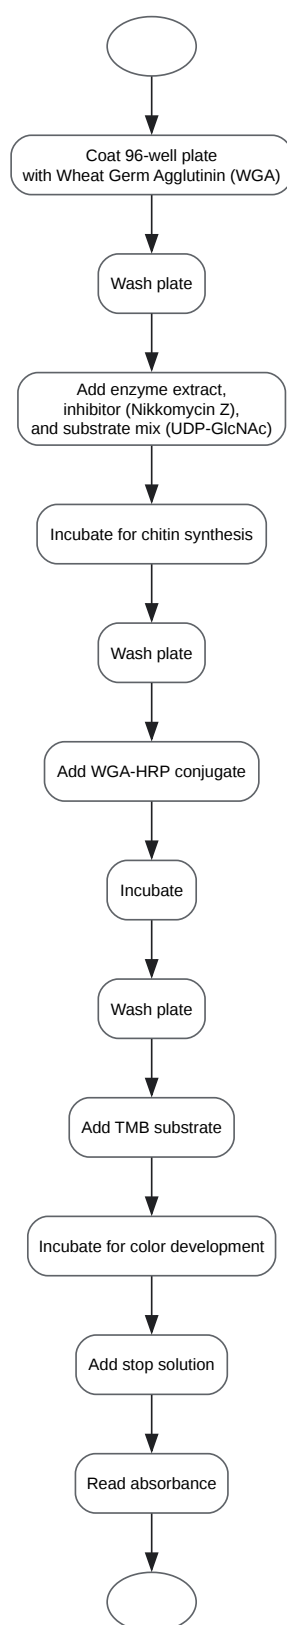 Coat 96-well plate
with Wheat Germ Agglutinin (WGA)
Wash plate
Add enzyme extract,
inhibitor (Nikkomycin Z),
and substrate mix (UDP-GlcNAc)
Incubate for chitin synthesis
Wash plate
Add WGA-HRP conjugate
Incubate
Wash plate
Add TMB substrate
Incubate for color development
Add stop solution
Read absorbance